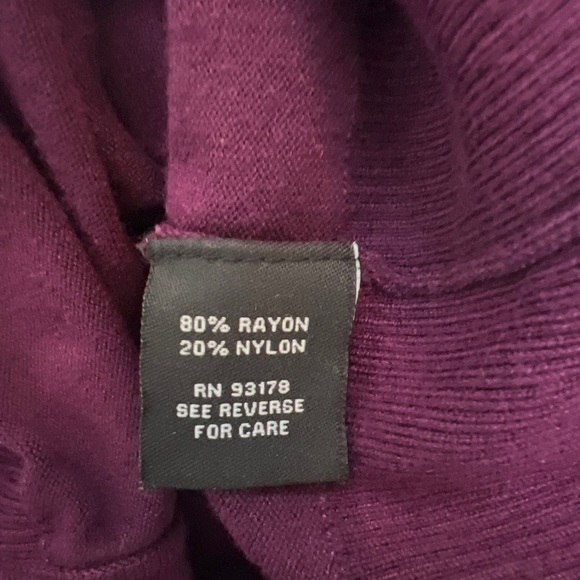 80% RAYON
20% NYLON
RN 93178
SEE REVERSE
FOR CARE